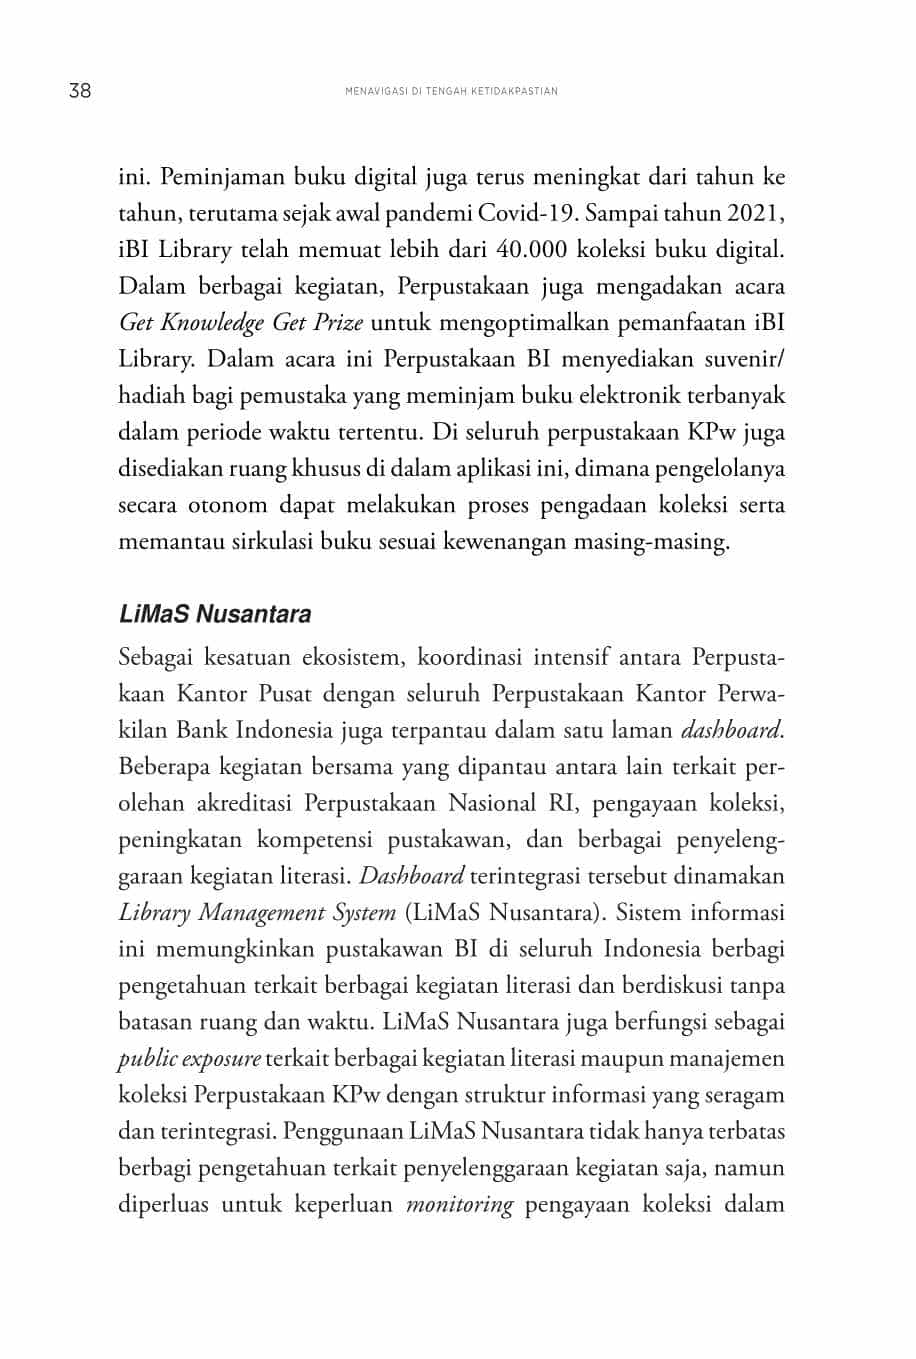 38
MENAVIGASI DI TENGAH KETIDAKPASTIAN
ini. Peminjaman buku digital juga terus meningkat dari tahun ke
tahun, terutama sejak awal pandemi Covid-19. Sampai tahun 2021,
iBI Library telah memuat lebih dari 40.000 koleksi buku digital.
Dalam berbagai kegiatan, Perpustakaan juga mengadakan acara
Get Knowledge Get Prize untuk mengoptimalkan pemanfaatan iBI
Library. Dalam acara ini Perpustakaan BI menyediakan suvenir/
hadiah bagi pemustaka yang meminjam buku elektronik terbanyak
dalam periode waktu tertentu. Di seluruh perpustakaan KPw juga
disediakan ruang khusus di dalam aplikasi ini, dimana pengelolanya
secara otonom dapat melakukan proses pengadaan koleksi serta
memantau sirkulasi buku sesuai kewenangan masing-masing.
LiMaS Nusantara
Sebagai kesatuan ekosistem, koordinasi intensif antara Perpusta-
kaan Kantor Pusat dengan seluruh Perpustakaan Kantor Perwa-
kilan Bank Indonesia juga terpantau dalam satu laman dashboard.
Beberapa kegiatan bersama yang dipantau antara lain terkait per-
olehan akreditasi Perpustakaan Nasional RI, pengayaan koleksi,
peningkatan kompetensi pustakawan, dan berbagai penyeleng-
garaan kegiatan literasi. Dashboard terintegrasi tersebut dinamakan
Library Management System (LiMaS Nusantara). Sistem informasi
ini memungkinkan pustakawan BI di seluruh Indonesia berbagi
pengetahuan terkait berbagai kegiatan literasi dan berdiskusi tanpa
batasan ruang dan waktu. LiMaS Nusantara juga berfungsi sebagai
public exposure terkait berbagai kegiatan literasi maupun manajemen
koleksi Perpustakaan KPw dengan struktur informasi yang seragam
dan terintegrasi. Penggunaan LiMaS Nusantara tidak hanya terbatas
berbagi pengetahuan terkait penyelenggaraan kegiatan saja, namun
diperluas untuk keperluan monitoring pengayaan koleksi dalam